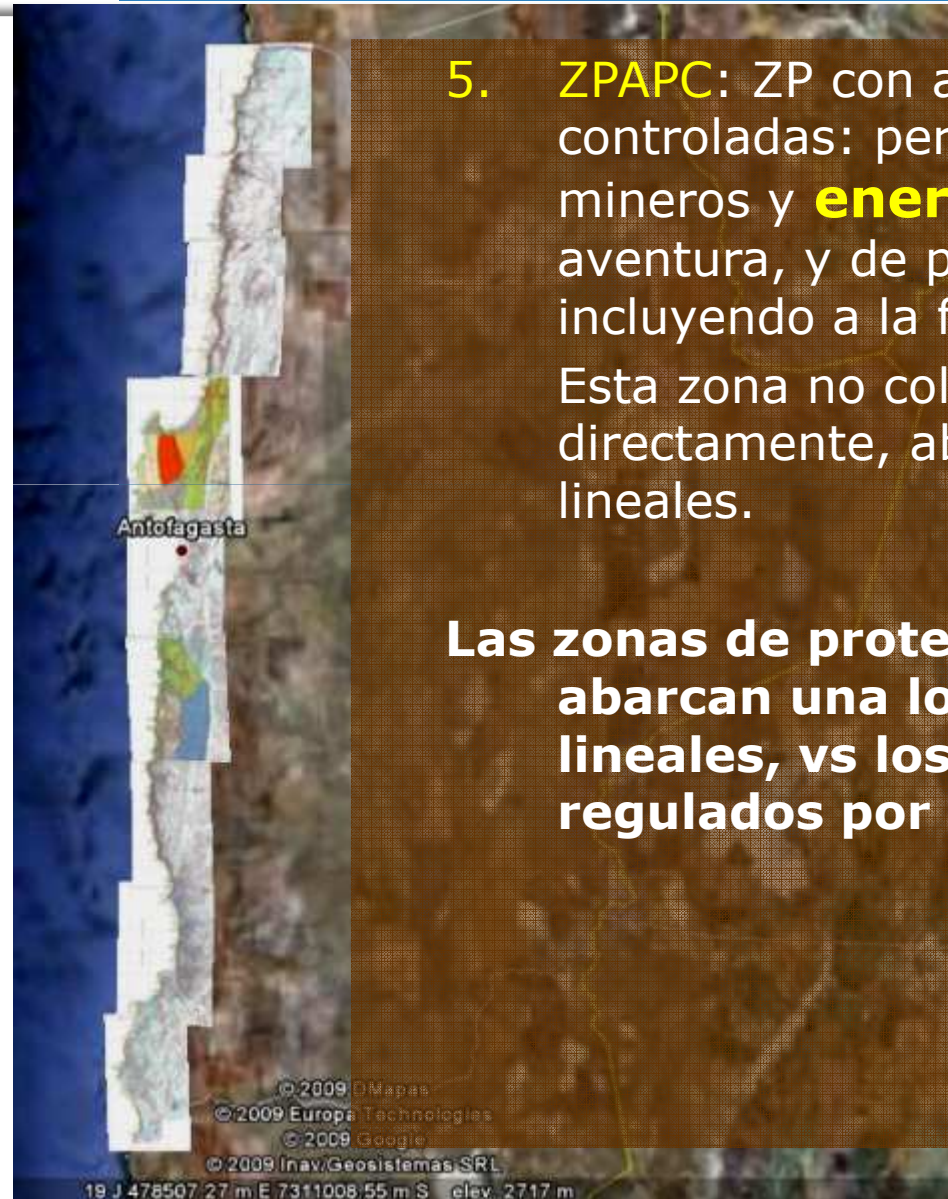 5. ZPAPC: ZP con a
controladas: per
mineros y ener
aventura, y de p
incluyendo a la f
Esta zona no col
directamente, ab
lineales.
Las zonas de prote
abarcan una lo
lineales, vs los
regulados por
Antofagasta
© 2009 DMapas
© 2009 Europa Technologies
© 2009 Google
© 2009 Inav/Geosistemas SRL
19 J 478507.27 m E 7311008.55 m S elev 2717 m